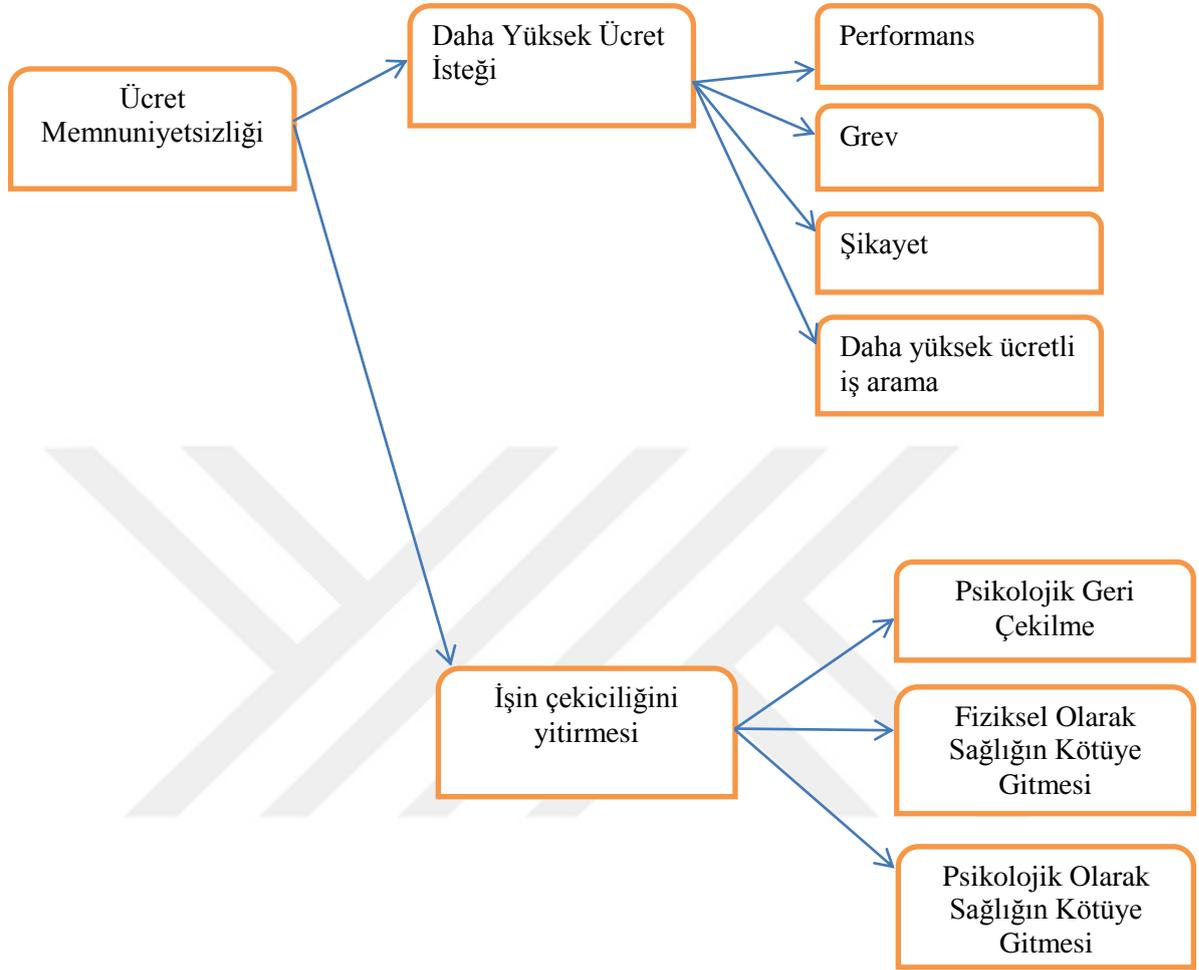 Ücret
Memnuniyetsizliği
Daha Yüksek Ücret
İsteği
Performans
Grev
Şikayet
Daha yüksek ücretli
iş arama
İşin çekiciliğini
yitirmesi
Psikolojik Geri
Çekilme
Fiziksel Olarak
Sağlığın Kötüye
Gitmesi
Psikolojik Olarak
Sağlığın Kötüye
Gitmesi